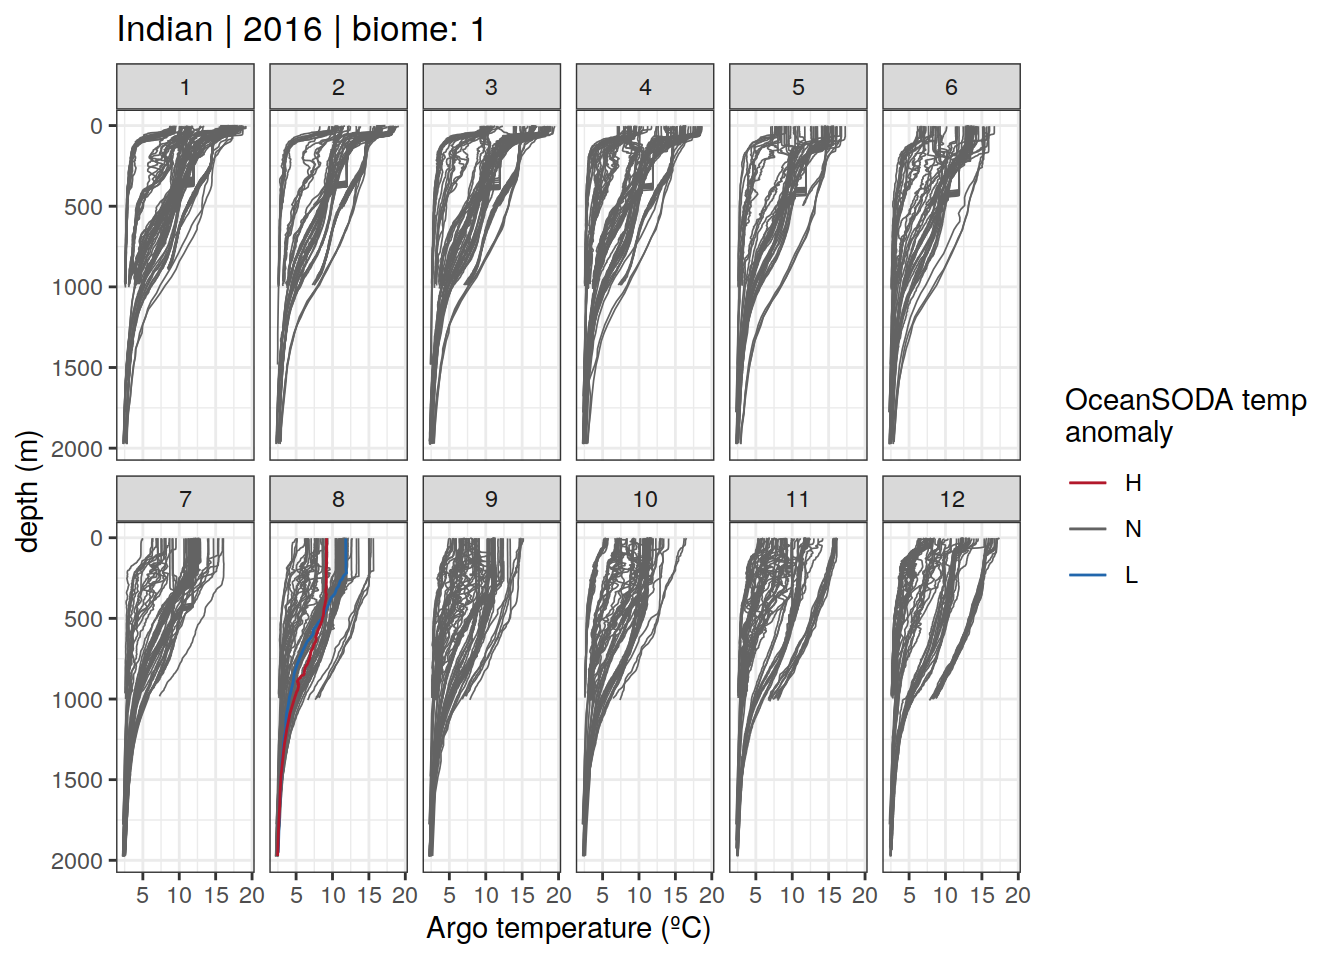 Indian | 2016 | biome: 1
1 2 3 4 5 6
0
500
1000
1500
2000
7 8 9 10 11 12
0
500
1000
1500
2000
5 10 15 20 5 10 15 20 5 10 15 20 5 10 15 20 5 10 15 20 5 10 15 20
Argo temperature (ºC)
depth (m)
OceanSODA temp
anomaly
H
N
L